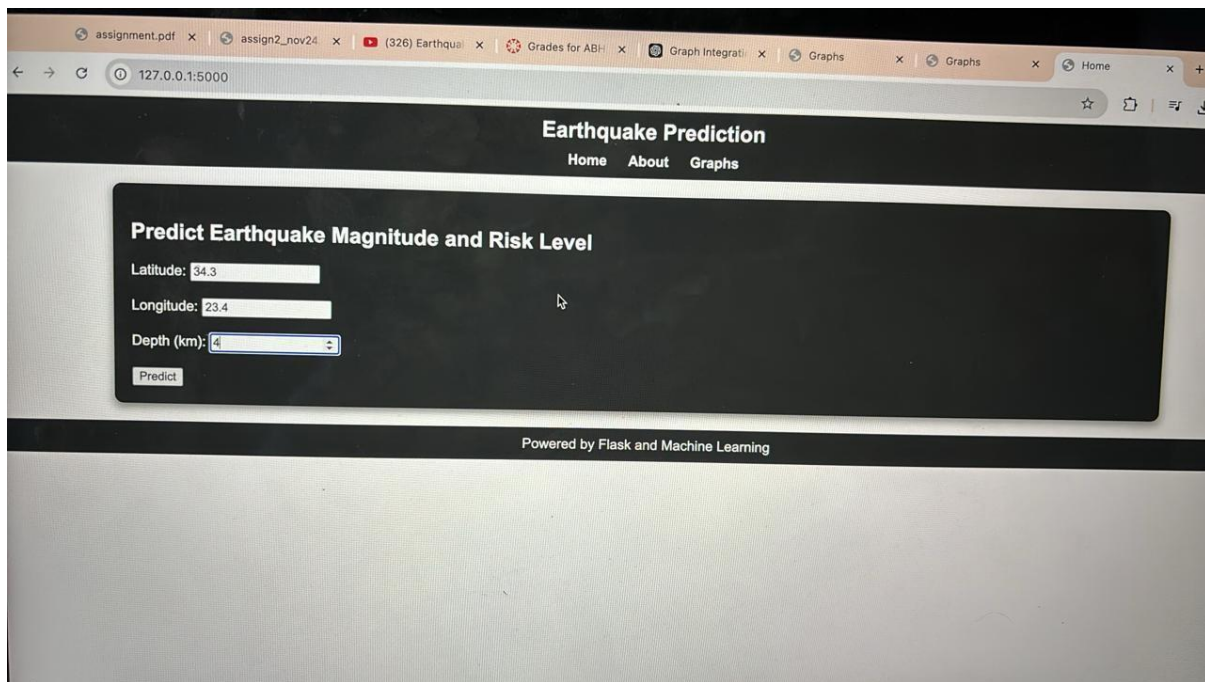 assignment.pdf
assign2_nov24
(326) Earthqua
Grades for ABH
Graph Integrati
Graphs
Graphs
Home
127.0.0.1:5000
Earthquake Prediction
Home About Graphs
Predict Earthquake Magnitude and Risk Level
Latitude: 34.3
Longitude: 23.4
Depth (km): 4
Predict
Powered by Flask and Machine Learning